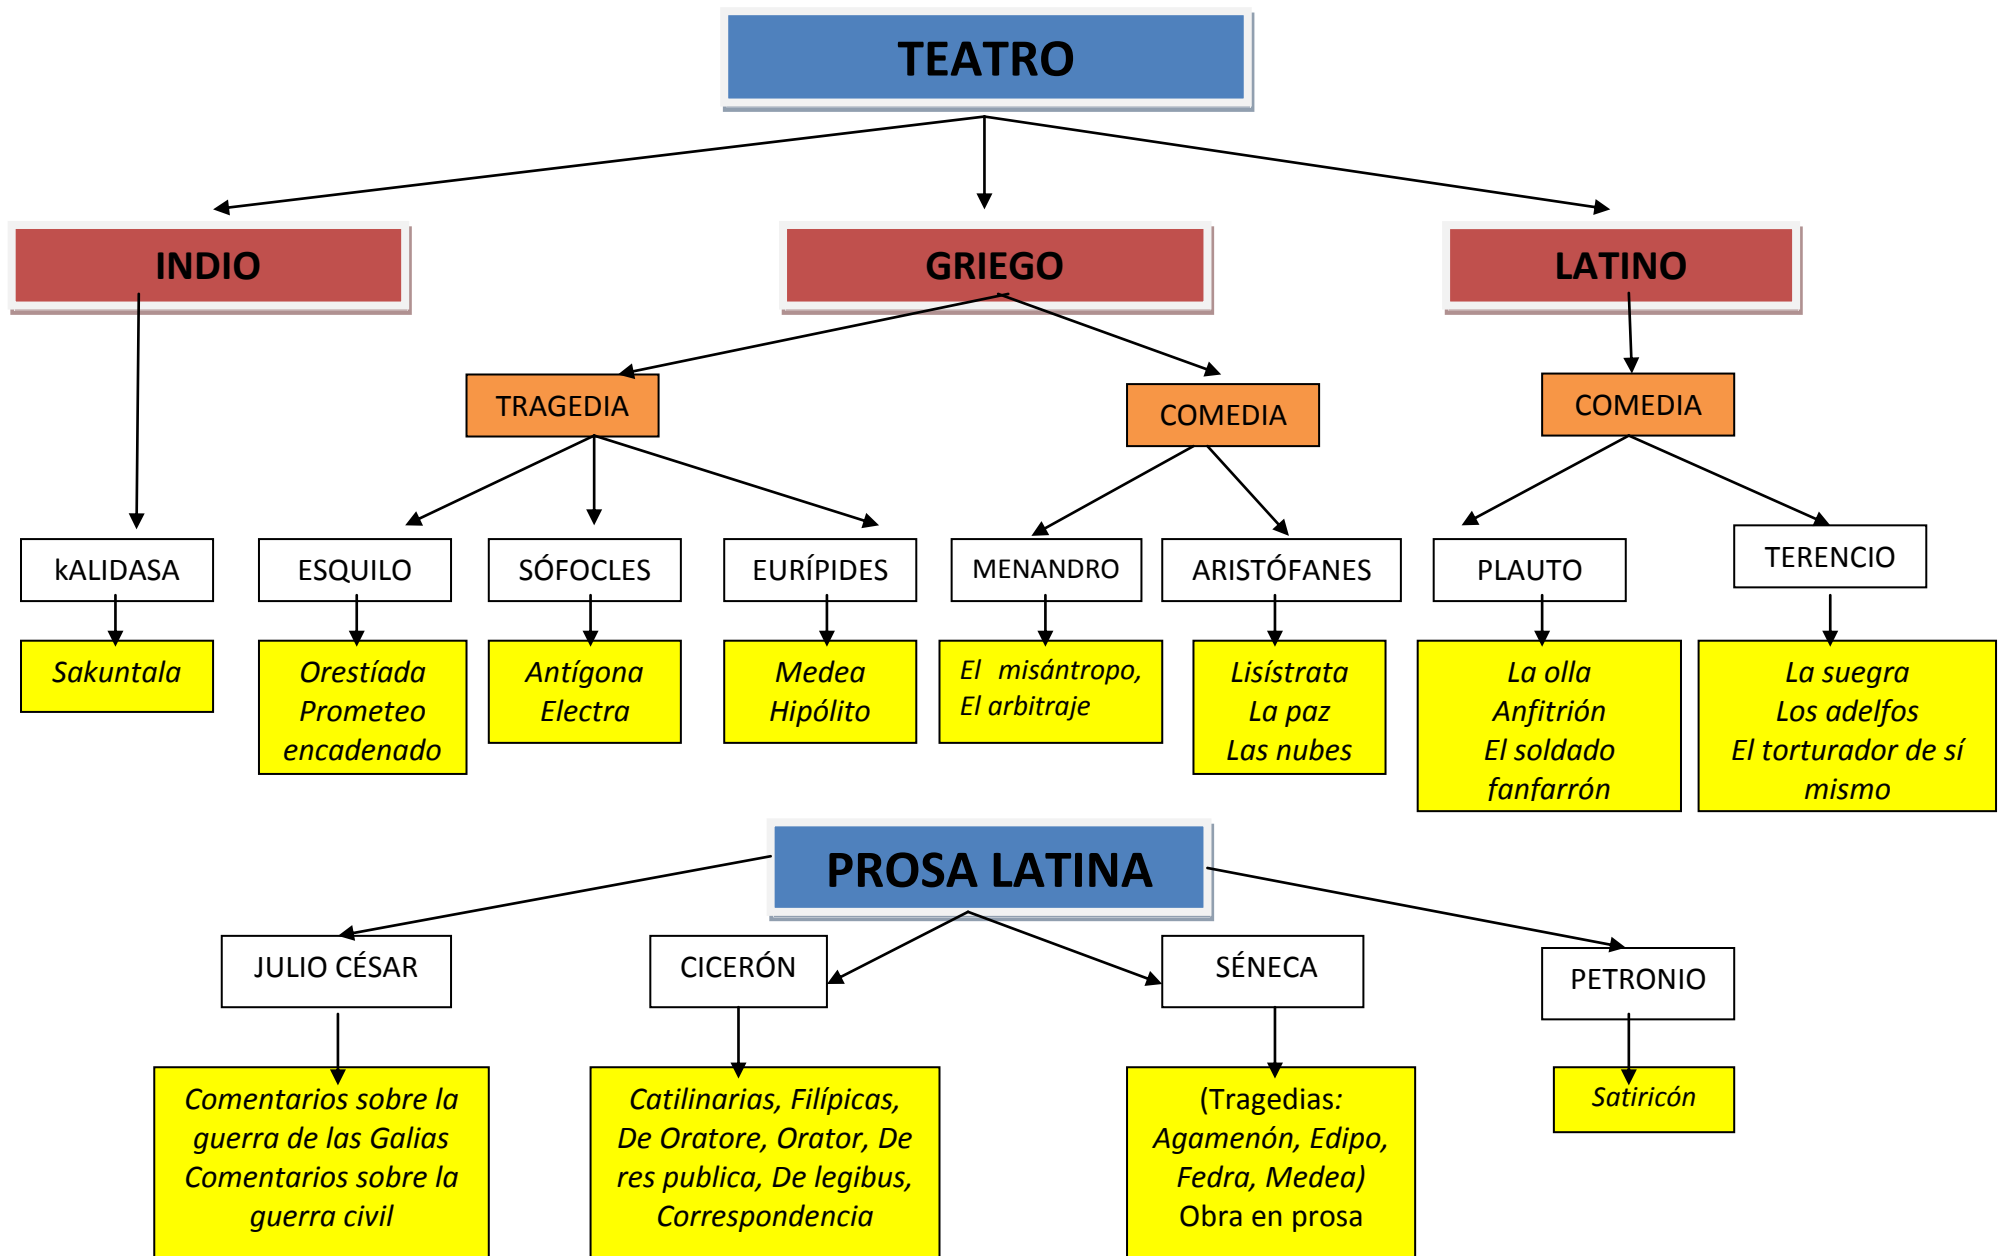 TEATRO
INDIO
GRIEGO
LATINO
TRAGEDIA
COMEDIA
COMEDIA
kALIDASA
ESQUILO
SÓFOCLES
EURÍPIDES
MENANDRO
ARISTÓFANES
PLAUTO
TERENCIO
Sakuntala
Orestíada
Prometeo
encadenado
Antígona
Electra
Medea
Hipólito
El misántropo,
El arbitraje
Lisístrata
La paz
Las nubes
La olla
Anfitrión
El soldado
fanfarrón
La suegra
Los adelfos
El torturador de sí
mismo
PROSA LATINA
JULIO CÉSAR
CICERÓN
SÉNECA
PETRONIO
Comentarios sobre la
guerra de las Galias
Comentarios sobre la
guerra civil
Catilinarias, Filípicas,
De Oratore, Orator, De
res publica, De legibus,
Correspondencia
(Tragedias:
Agamenón, Edipo,
Fedra, Medea)
Obra en prosa
Satiricón